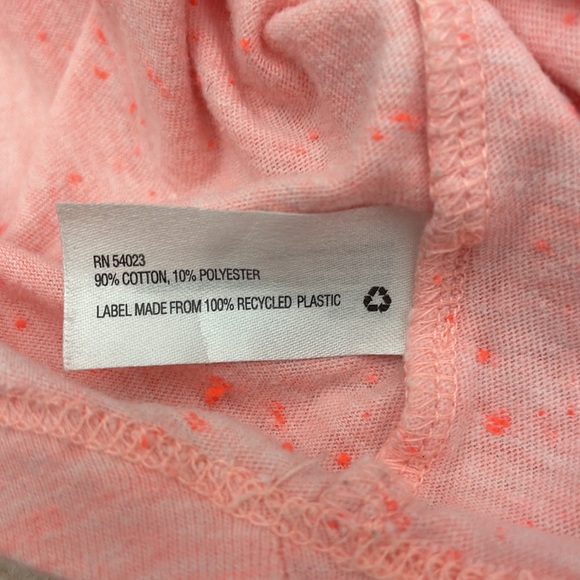 RN 54023
90% COTTON, 10% POLYESTER
LABEL MADE FROM 100% RECYCLED PLASTIC